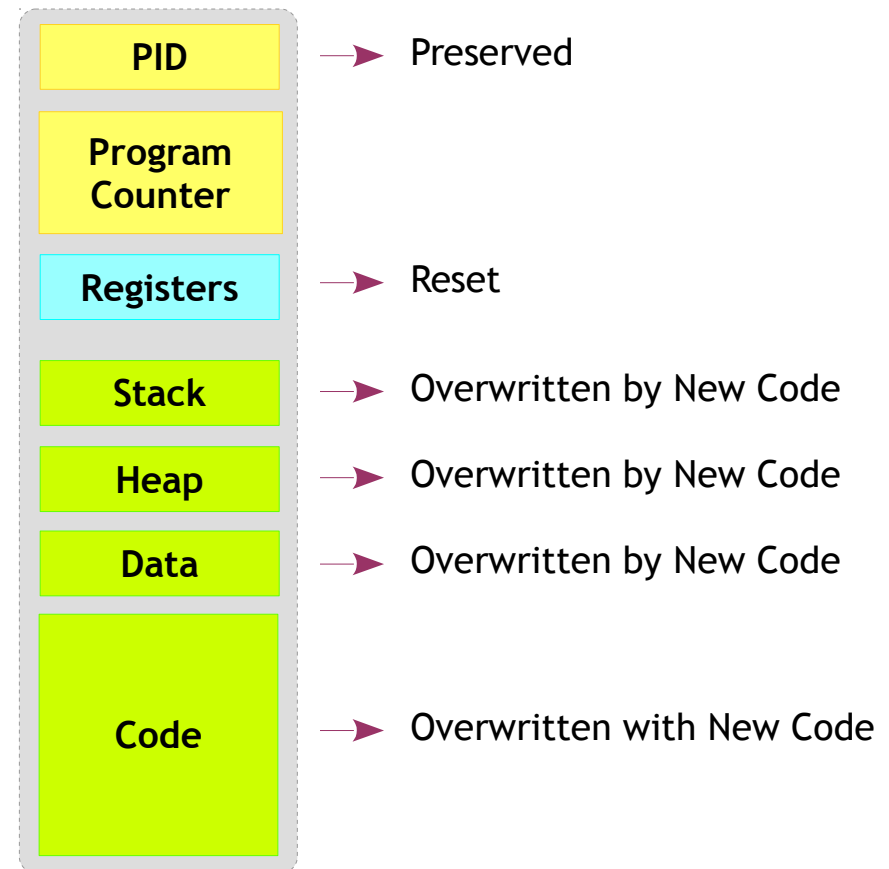 PID
Preserved
Program
Counter
Registers
Reset
Stack
Overwritten by New Code
Heap
Overwritten by New Code
Data
Overwritten by New Code
Code
Overwritten with New Code